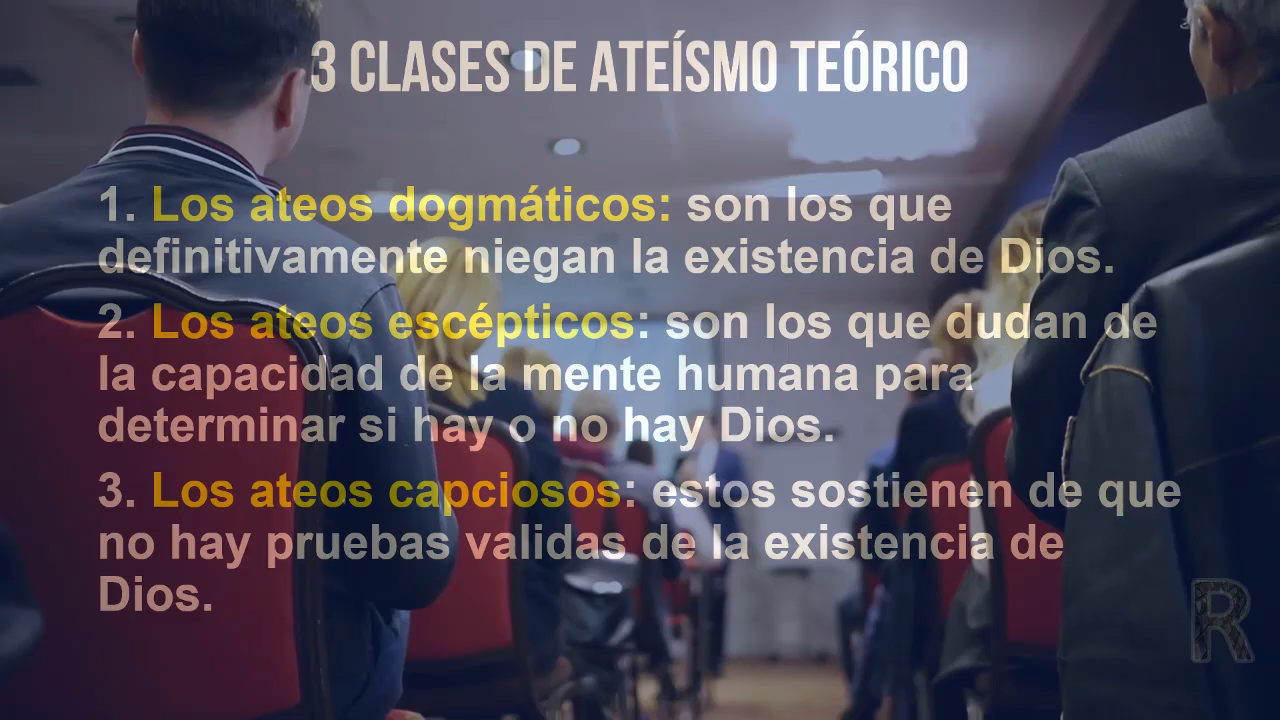 3 CLASES DE ATEÍSMO TEÓRICO
1. Los ateos dogmáticos: son los que
definitivamente niegan la existencia de Dios.
2. Los ateos escépticos: son los que dudan de
la capacidad de la mente humana para
determinar si hay o no hay Dios.
3. Los ateos capciosos: estos sostienen de que
no hay pruebas validas de la existencia de
Dios.
R